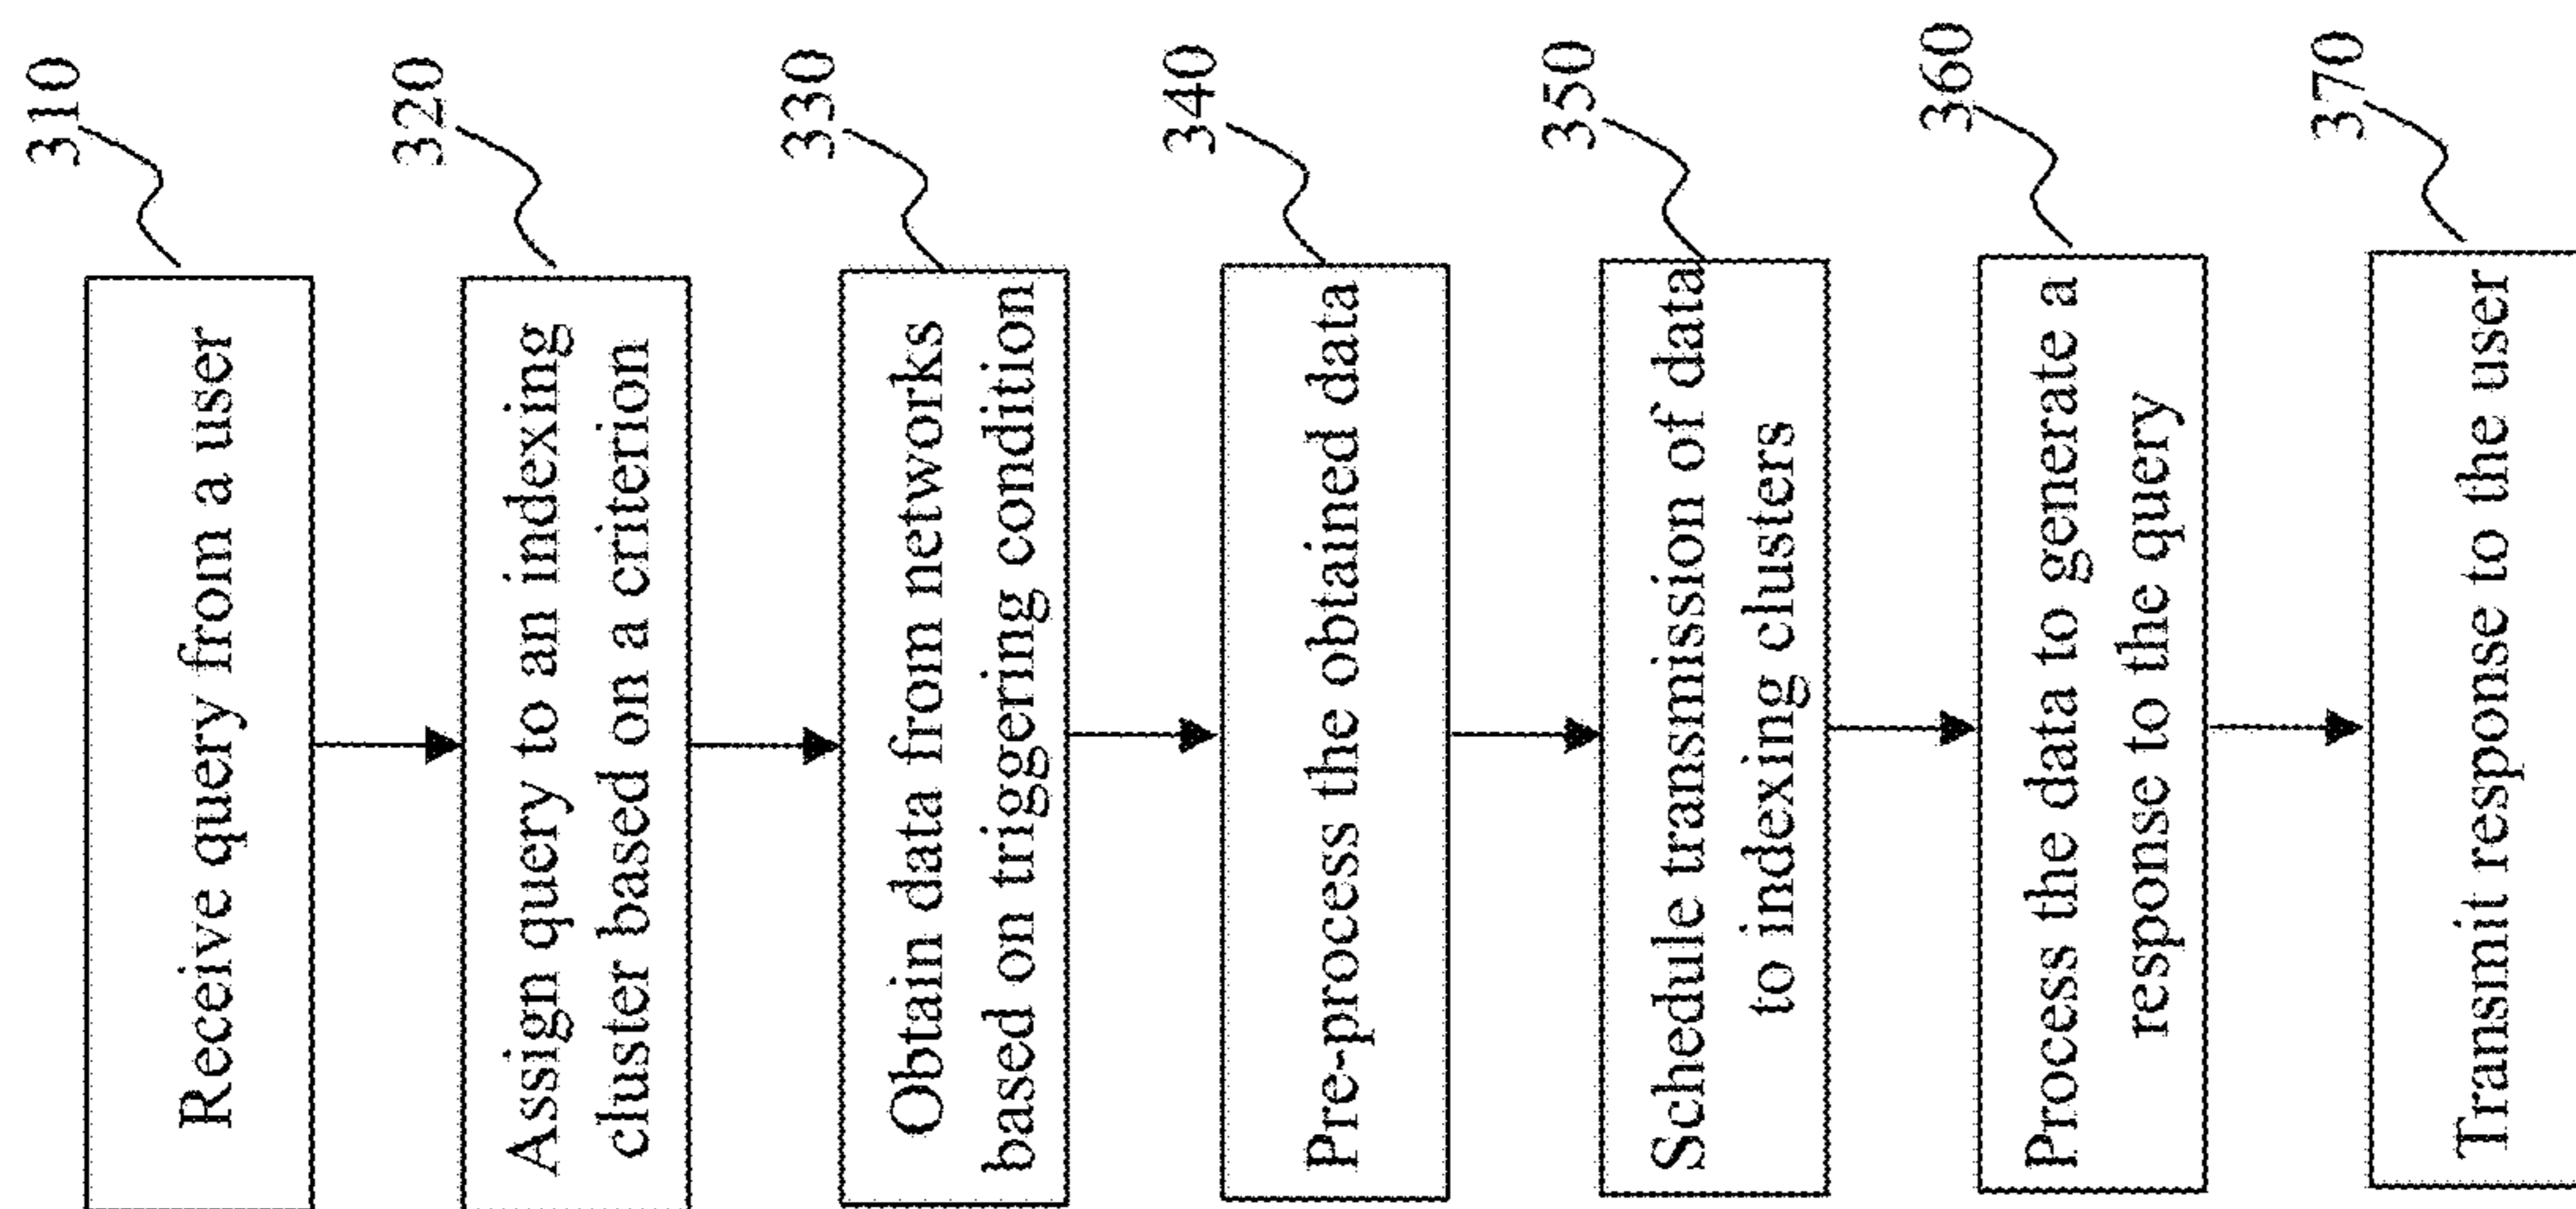 310
Receive query from a user
320
Assign query to an indexing
cluster based on a criterion
330
Obtain data from networks
based on triggering condition
340
Pre-process the obtained data
350
Schedule transmission of data
to indexing clusters
360
Process the data to generate a
response to the query
370
Transmit response to the user